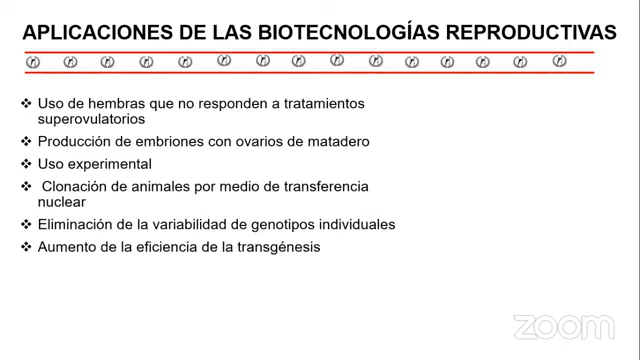 APLICACIONES DE LAS BIOTECNOLOGÍAS REPRODUCTIVAS
❖ Uso de hembras que no responden a tratamientos
superovulatorios
❖ Producción de embriones con ovarios de matadero
❖ Uso experimental
❖ Clonación de animales por medio de transferencia
nuclear
❖ Eliminación de la variabilidad de genotipos individuales
❖ Aumento de la eficiencia de la transgénesis
zoom